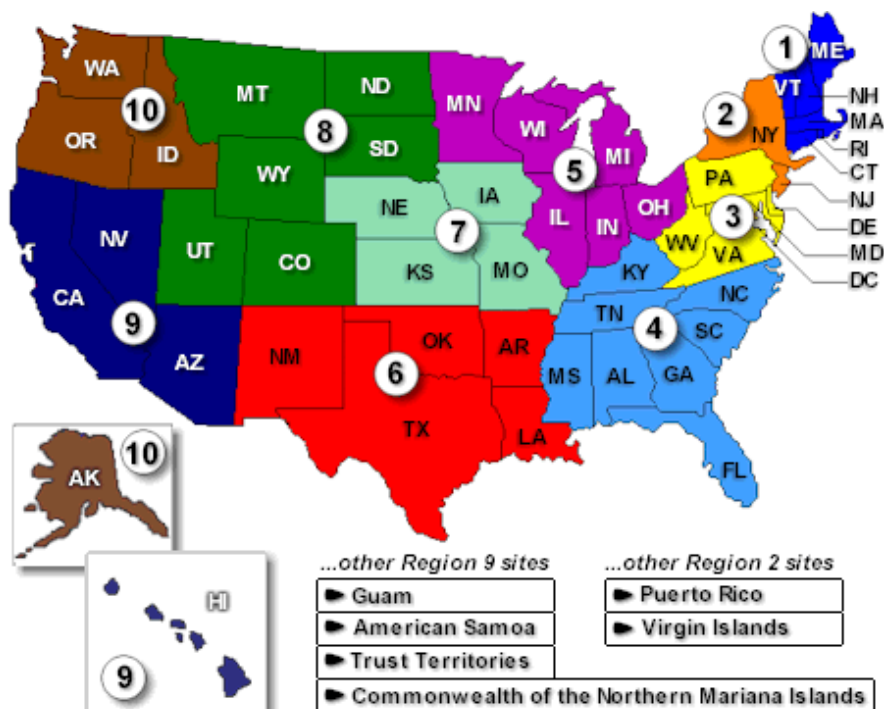 1
ME
WA
VT
10
MT
ND
MN
NH
2
MA
OR
8
WI
NY
RI
ID
SD
MI
CT
5
WY
PA
NJ
NE
IA
OH
3
DE
NV
IL
IN
WV
7
MD
UT
VA
CO
KS
MO
KY
DC
CA
NC
9
TN
4
SC
OK
AR
AZ
NM
6
MS
AL
GA
TX
LA
10
FL
AK
...other Region 9 sites
Guam
American Samoa
Trust Territories
Commonwealth of the Northern Mariana Islands
...other Region 2 sites
Puerto Rico
Virgin Islands
HI
9